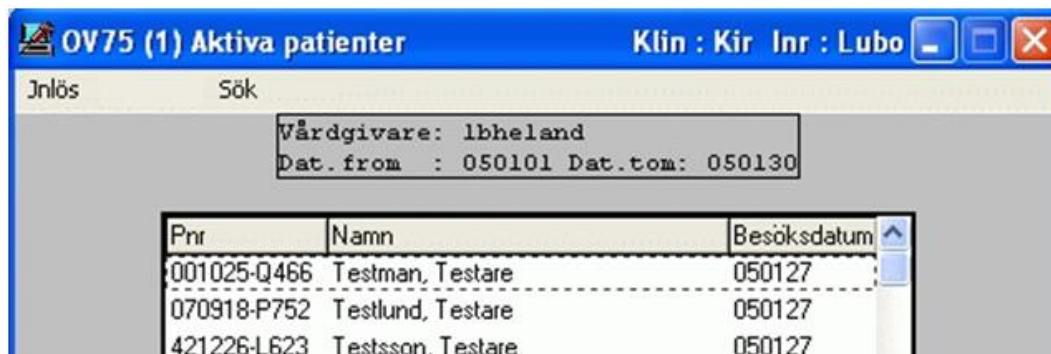 OV75 (1) Aktiva patienter Klin : Kir Inr : Lubo
Jnlös Sök
Vårdgivare: lbheland
Dat.from : 050101 Dat.tom: 050130
Pnr Namn Besöksdatum
001025-Q466 Testman, Testare 050127
070918-P752 Testlund, Testare 050127
421226-L623 Testsson, Testare 050127